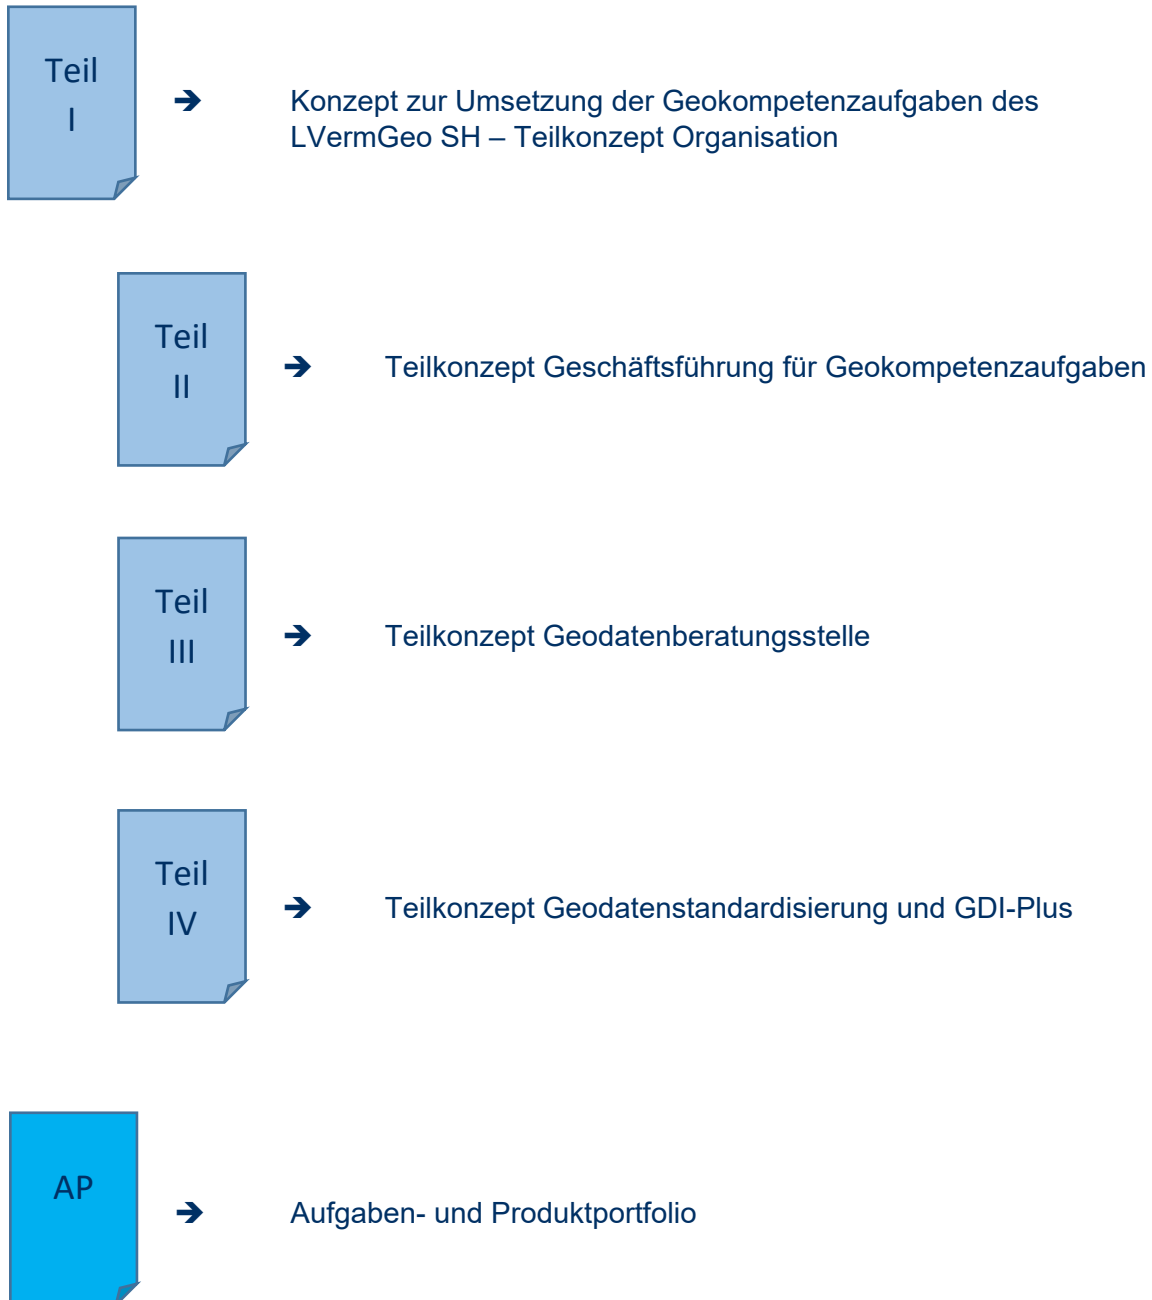 Teil
I
➔ Konzept zur Umsetzung der Geokompetenzaufgaben des
LVermGeo SH – Teilkonzept Organisation
Teil
II
➔ Teilkonzept Geschäftsführung für Geokompetenzaufgaben
Teil
III
➔ Teilkonzept Geodatenberatungsstelle
Teil
IV
➔ Teilkonzept Geodatenstandardisierung und GDI-Plus
AP
➔ Aufgaben- und Produktportfolio